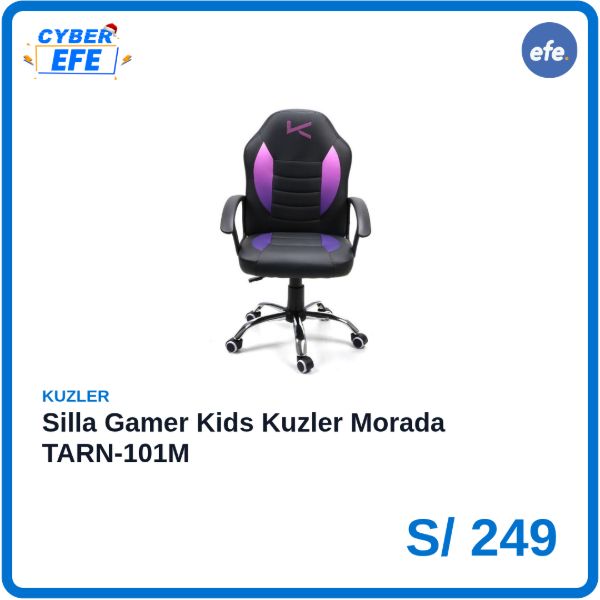 CYBER
EFE
efe.
K
KUZLER
Silla Gamer Kids Kuzler Morada
TARN-101M
S/ 249